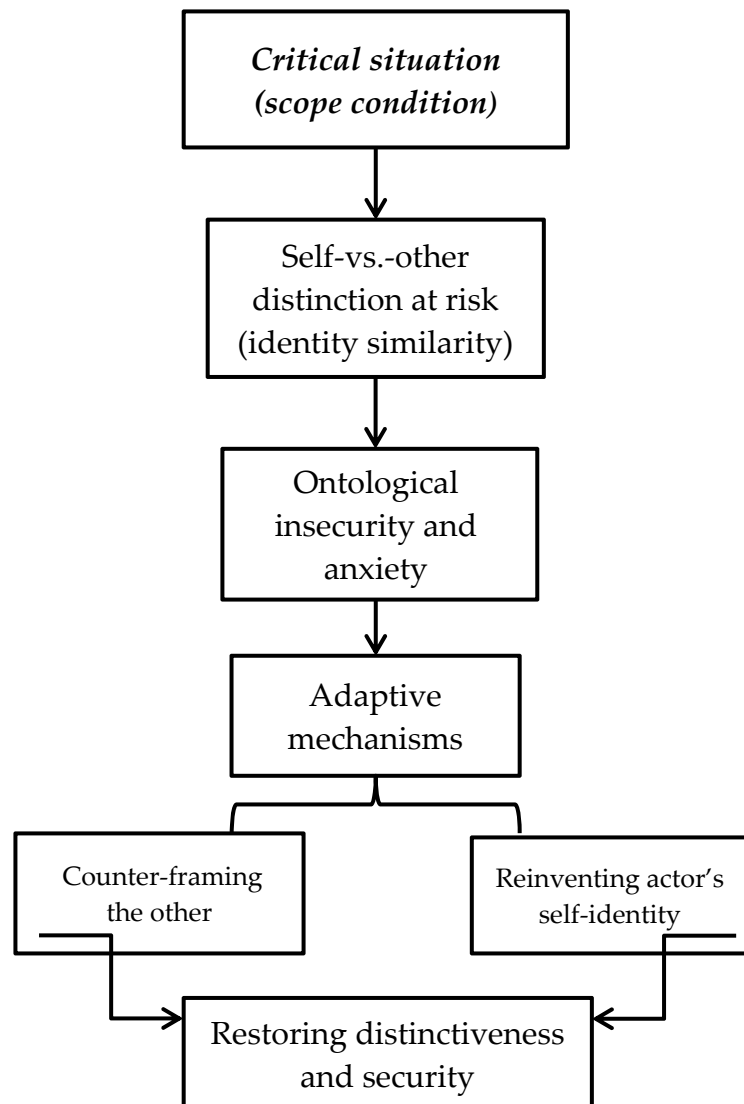 Critical situation
(scope condition)
Self-vs.-other
distinction at risk
(identity similarity)
Ontological
insecurity and
anxiety
Adaptive
mechanisms
Counter-framing
the other
Reinventing actor’s
self-identity
Restoring distinctiveness
and security